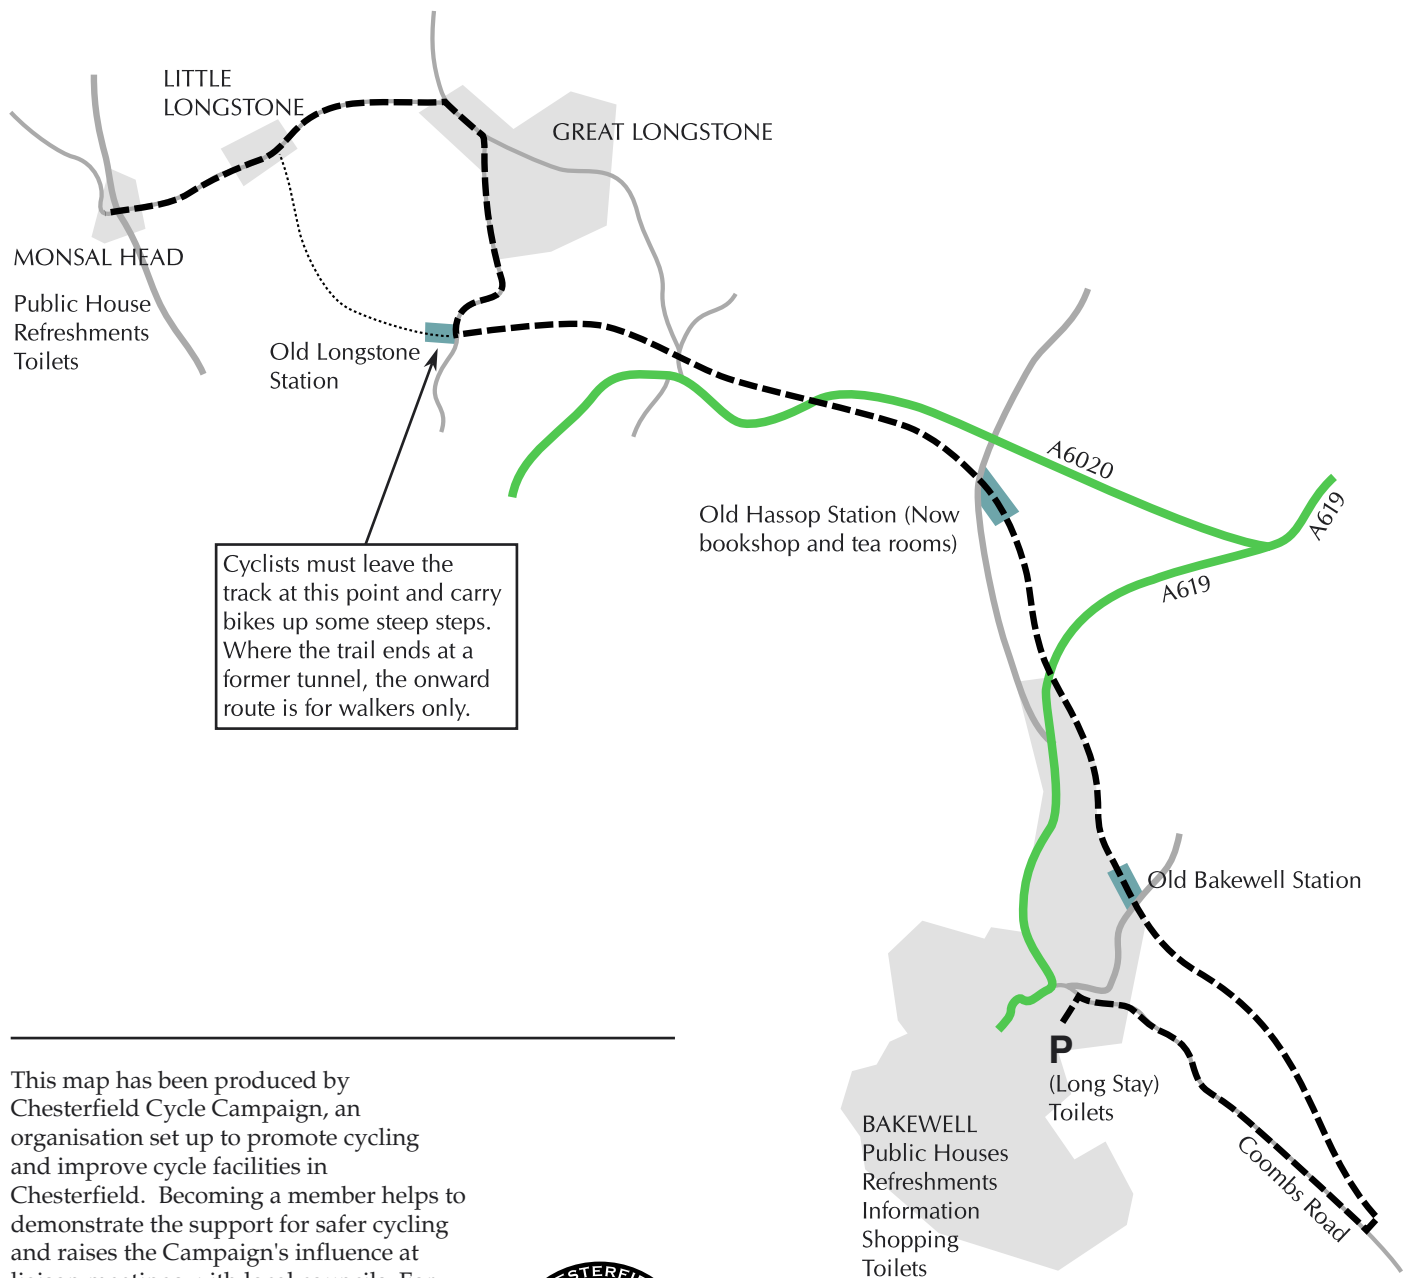 LITTLE
LONGSTONE
GREAT LONGSTONE
MONSAL HEAD
Public House
Refreshments
Toilets
Old Longstone
Station
A6020
A619
A619
Old Hassop Station (Now
bookshop and tea rooms)
Cyclists must leave the
track at this point and carry
bikes up some steep steps.
Where the trail ends at a
former tunnel, the onward
route is for walkers only.
Old Bakewell Station
P
(Long Stay)
Toilets
BAKEWELL
Public Houses
Refreshments
Information
Shopping
Toilets
Coombs Road
This map has been produced by
Chesterfield Cycle Campaign, an
organisation set up to promote cycling
and improve cycle facilities in
Chesterfield.  Becoming a member helps to
demonstrate the support for safer cycling
and raises the Campaign's influence at